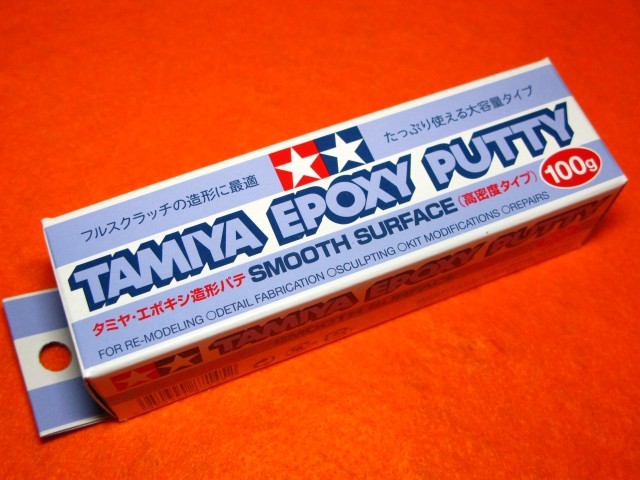 フルスクラッチの造形に最適
たっぷり使える大容量タイプ
TAMIYA EPOXY PUTTY
タミヤ・エポキシ造形パテ SMOOTH SURFACE (高密度タイプ) 100g
FOR RE-MODELING ○DETAIL FABRICATION ○SCULPTING ○KIT MODIFICATIONS ○REPAIRS
TAMIYA EPOXY PUTTY